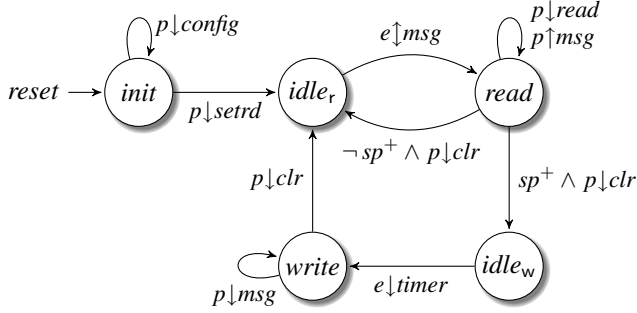 p↓config
e↕msg
p↓read
p↑msg
reset
init
p↓setrd
idle_r
read
¬ sp⁺ ∧ p↓clr
p↓clr
sp⁺ ∧ p↓clr
write
p↓msg
e↓timer
idle_w